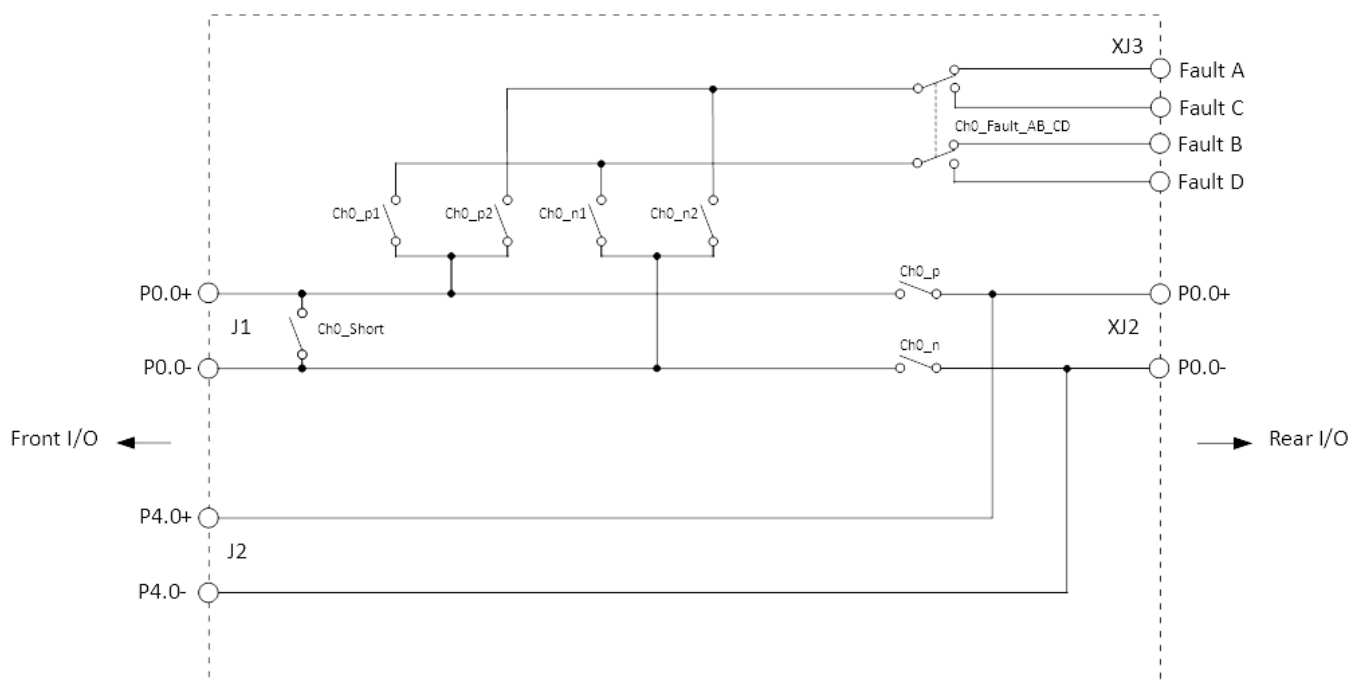 XJ3
Fault A
Fault C
Ch0_Fault_AB_CD
Fault B
Fault D
Ch0_p1
Ch0_p2
Ch0_n1
Ch0_n2
Ch0_p
P0.0+
P0.0+
J1
Ch0_Short
XJ2
Ch0_n
P0.0-
P0.0-
Front I/O
Rear I/O
P4.0+
J2
P4.0-